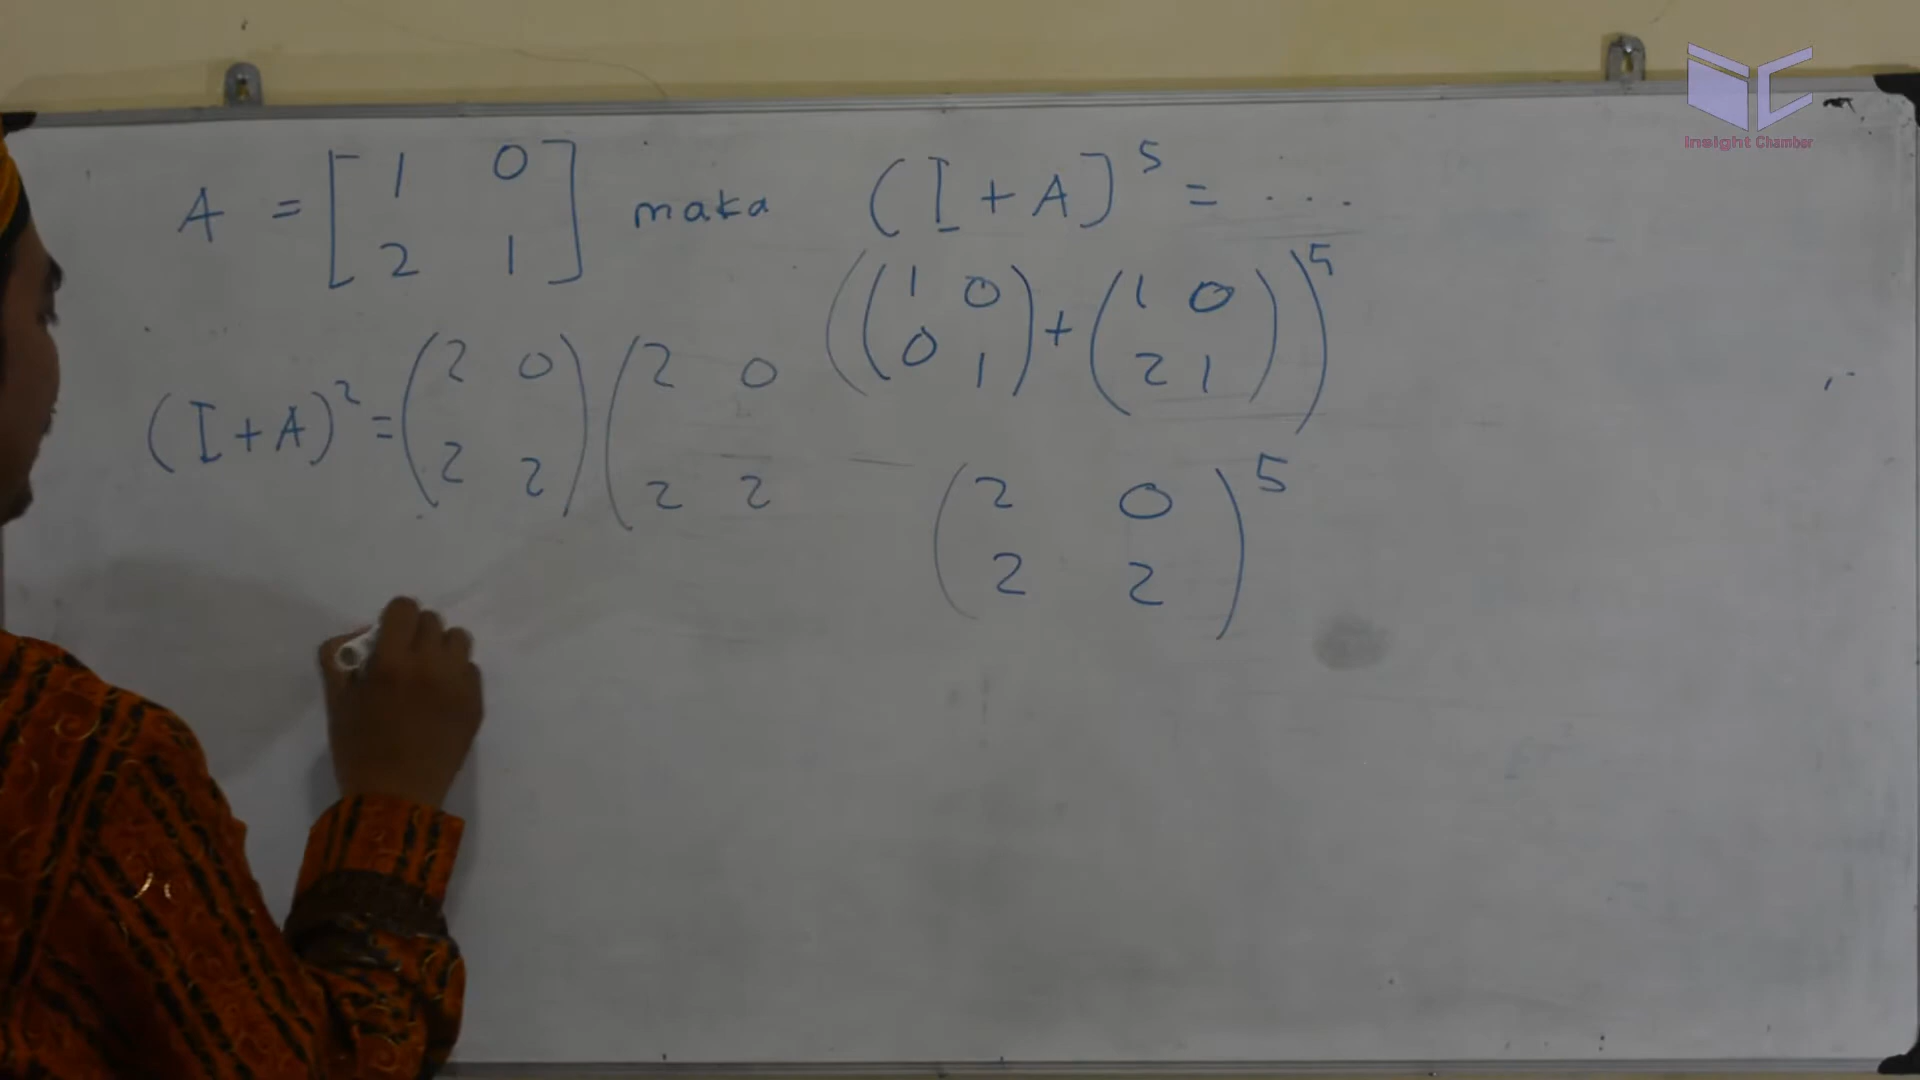 A = [1 0 2 1] maka (I + A)^5 = ...
((1 0 0 1) + (1 0 2 1))^5
(I + A)^2 = (2 0 2 2) (2 0 2 2
(2 0 2 2)^5
Insight Chamber